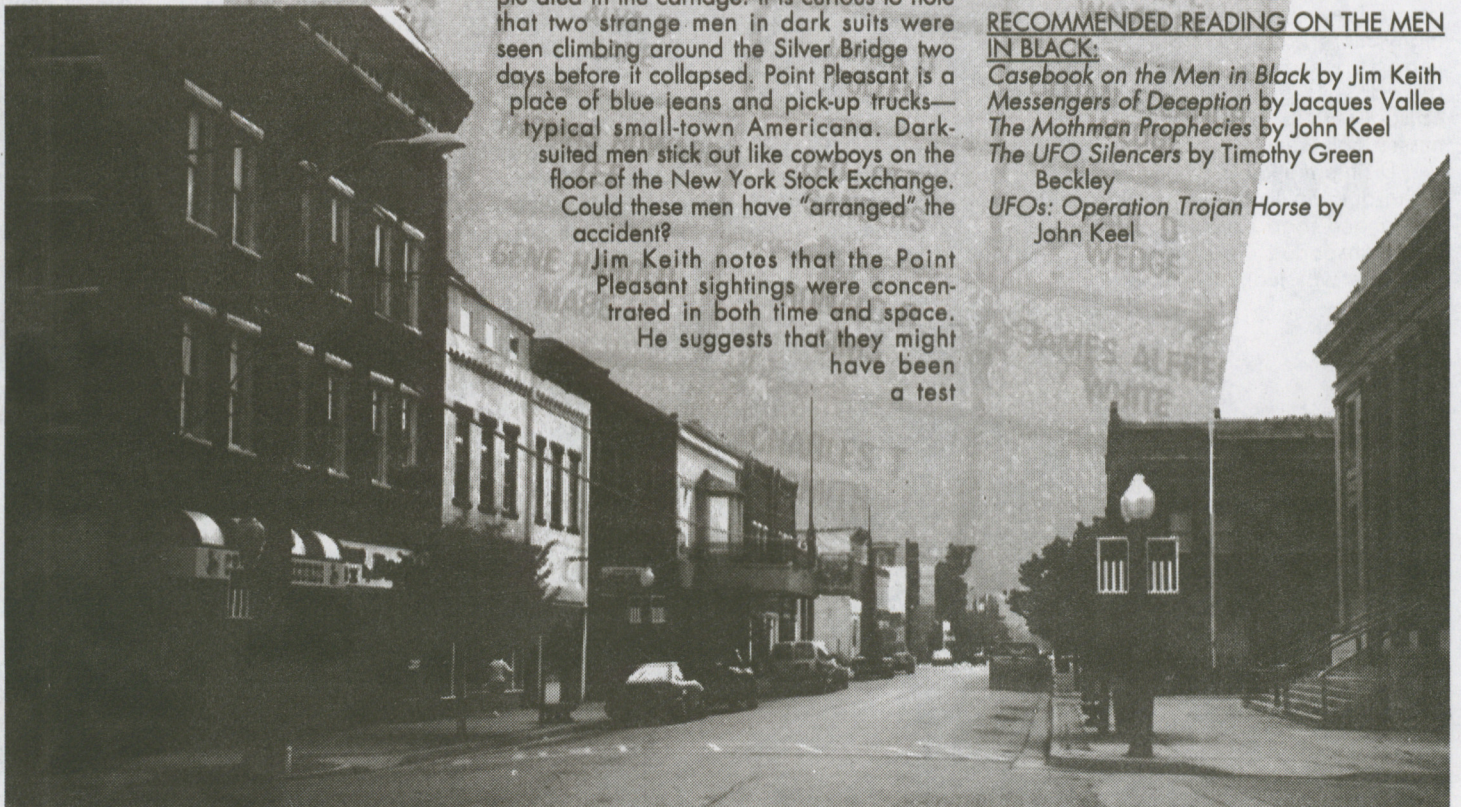 that two strange men in dark suits were
seen climbing around the Silver Bridge two
days before it collapsed. Point Pleasant is a
place of blue jeans and pick-up trucks—
typical small-town Americana. Dark-
suited men stick out like cowboys on the
floor of the New York Stock Exchange.
Could these men have “arranged” the
accident?
Jim Keith notes that the Point
Pleasant sightings were concen-
trated in both time and space.
He suggests that they might
have been
a test
RECOMMENDED READING ON THE MEN
IN BLACK:
Casebook on the Men in Black by Jim Keith
Messengers of Deception by Jacques Vallee
The Mothman Prophecies by John Keel
The UFO Silencers by Timothy Green
Beckley
UFOs: Operation Trojan Horse by
John Keel
GENE
WEDGE
JAMES ALFRE
WHITE
CHARLES T